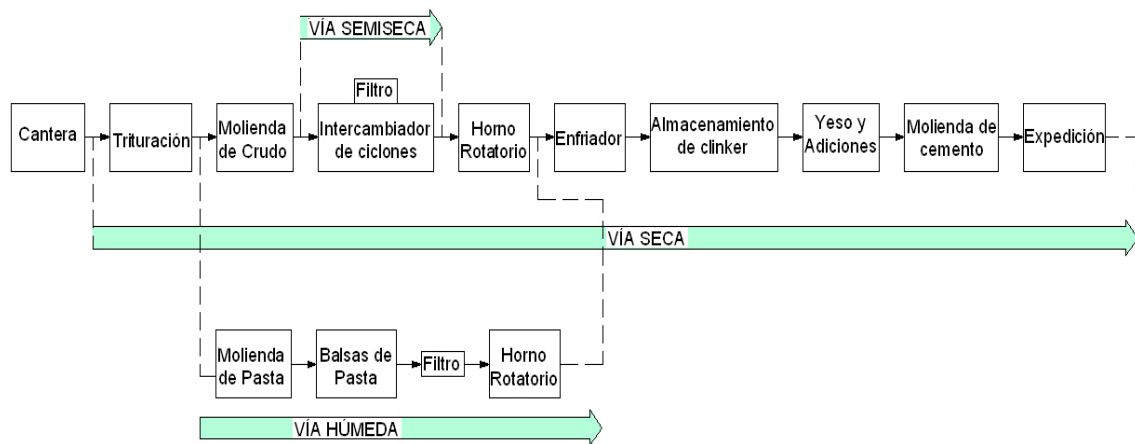 VÍA SEMISECA
Filtro
Cantera
Trituración
Molienda
de Crudo
Intercambiador
de ciclones
Horno
Rotatorio
Enfriador
Almacenamiento
de clinker
Yeso y
Adiciones
Molienda de
cemento
Expedición
VÍA SECA
Molienda
de Pasta
Balsas de
Pasta
Filtro
Horno
Rotatorio
VÍA HÚMEDA